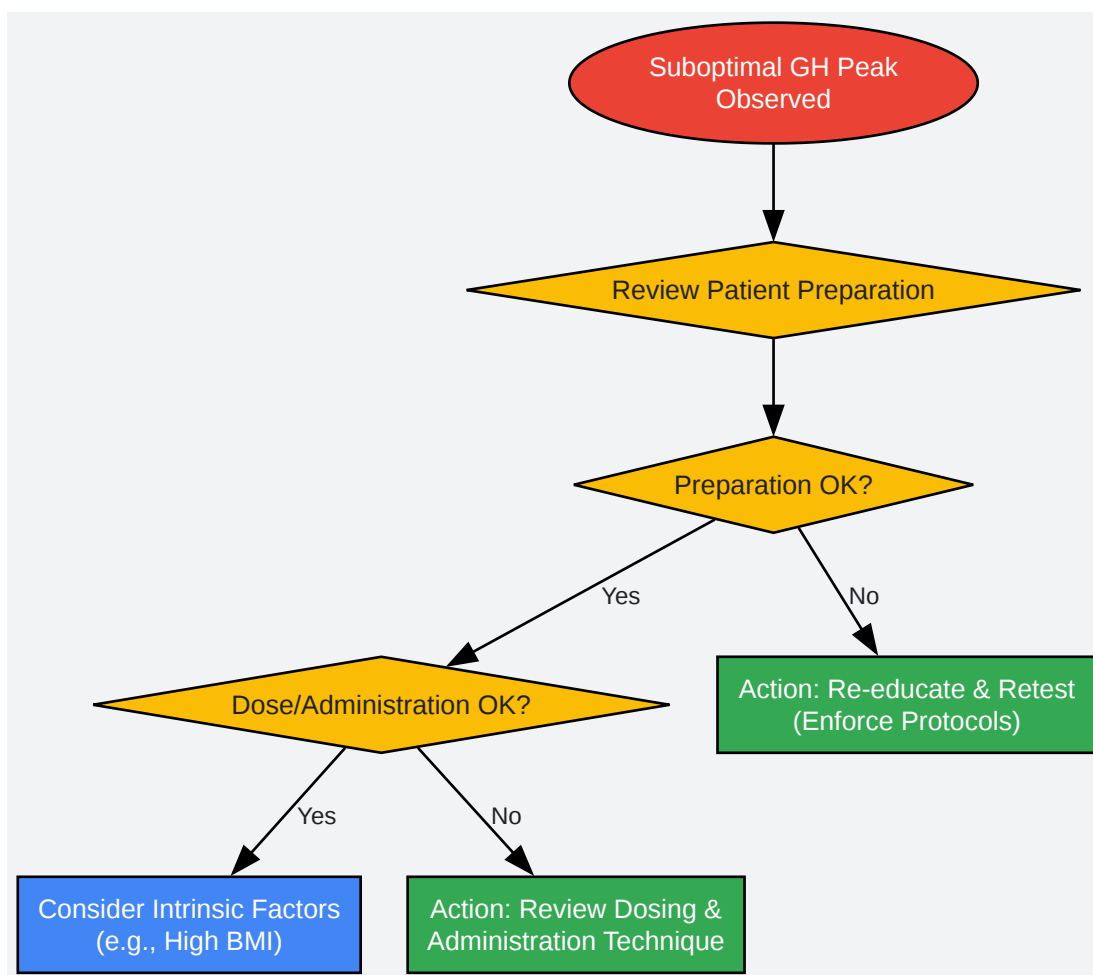 Suboptimal GH Peak
Observed
Review Patient Preparation
Preparation OK?
Yes
No
Dose/Administration OK?
Action: Re-educate & Retest
(Enforce Protocols)
Yes
No
Consider Intrinsic Factors
(e.g., High BMI)
Action: Review Dosing &
Administration Technique